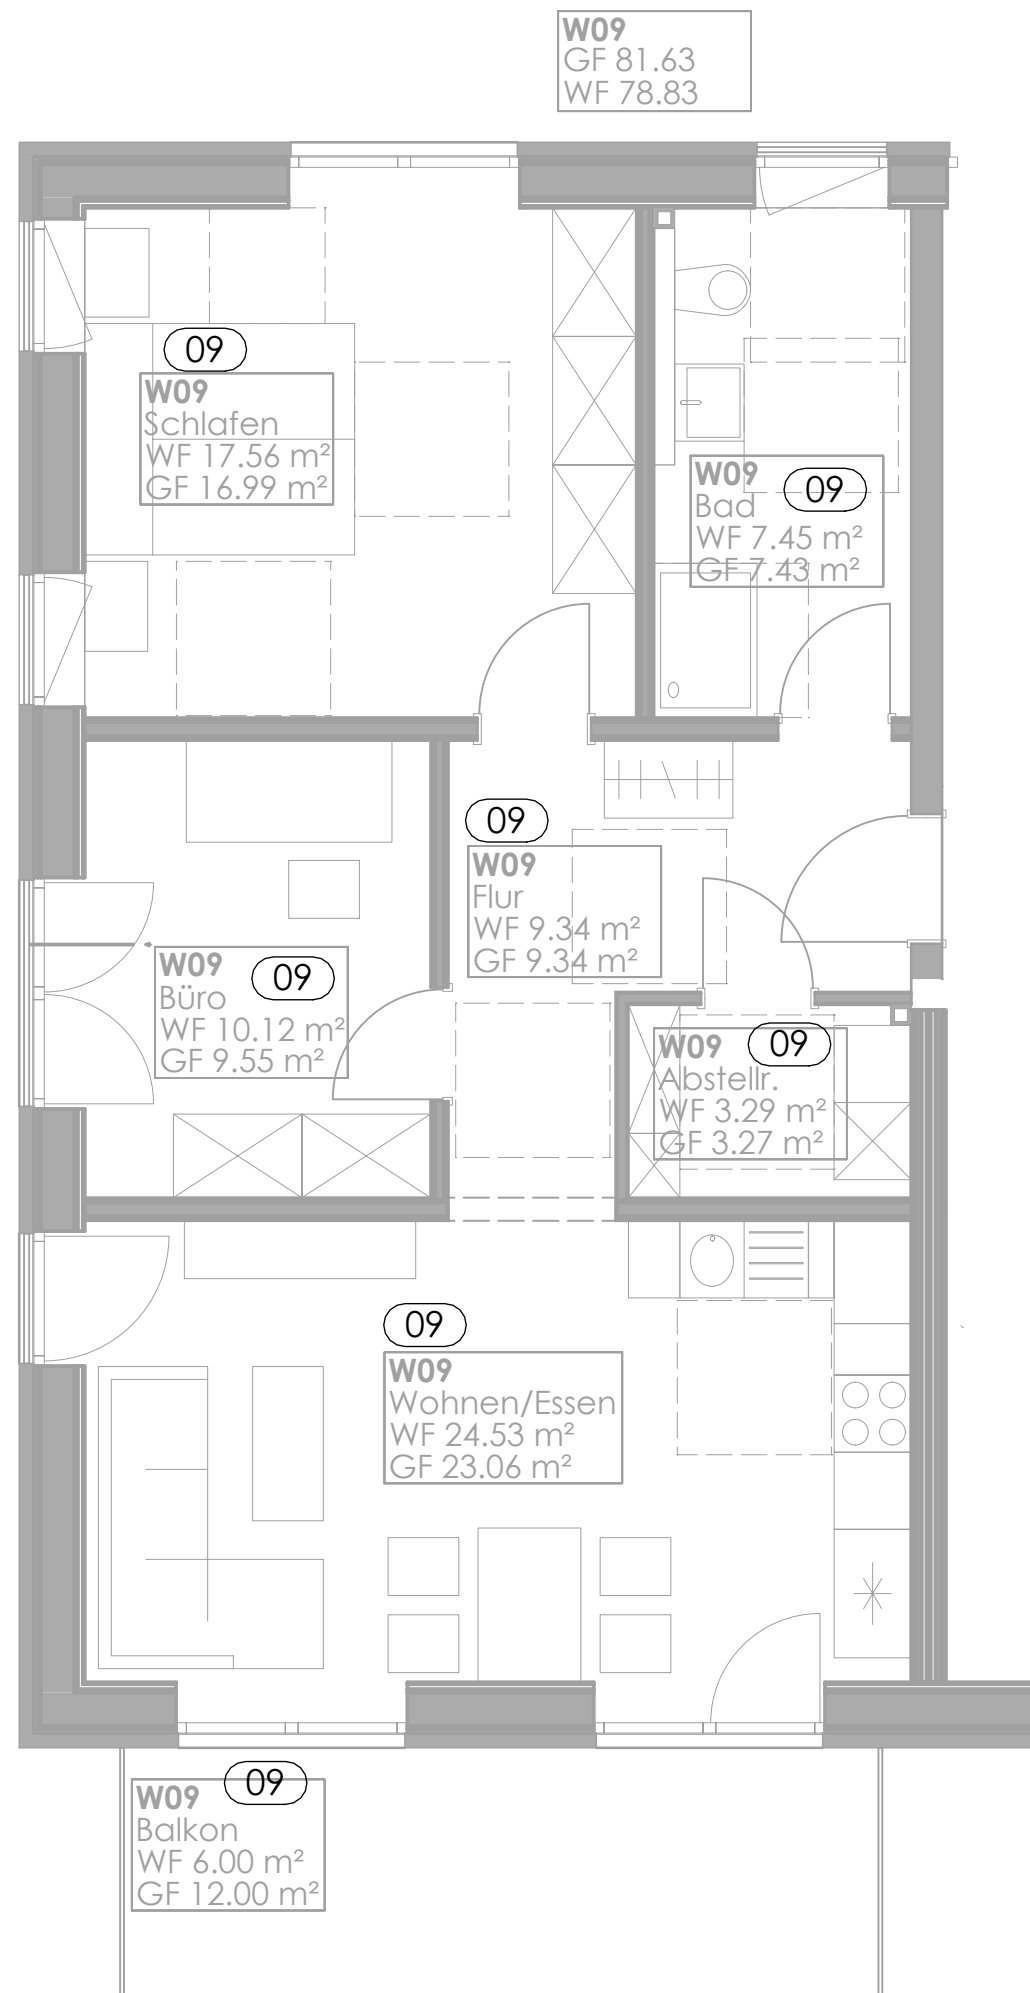 W09
GF 81.63
WF 78.83
09
W09
Schlafen
WF 17.56 m²
GF 16.99 m²
W09
09
Bad
WF 7.45 m²
GF 7.43 m²
09
W09
Flur
WF 9.34 m²
GF 9.34 m²
W09
09
Büro
WF 10.12 m²
GF 9.55 m²
W09
09
Abstellr.
WF 3.29 m²
GF 3.27 m²
09
W09
Wohnen/Essen
WF 24.53 m²
GF 23.06 m²
09
W09
Balkon
WF 6.00 m²
GF 12.00 m²